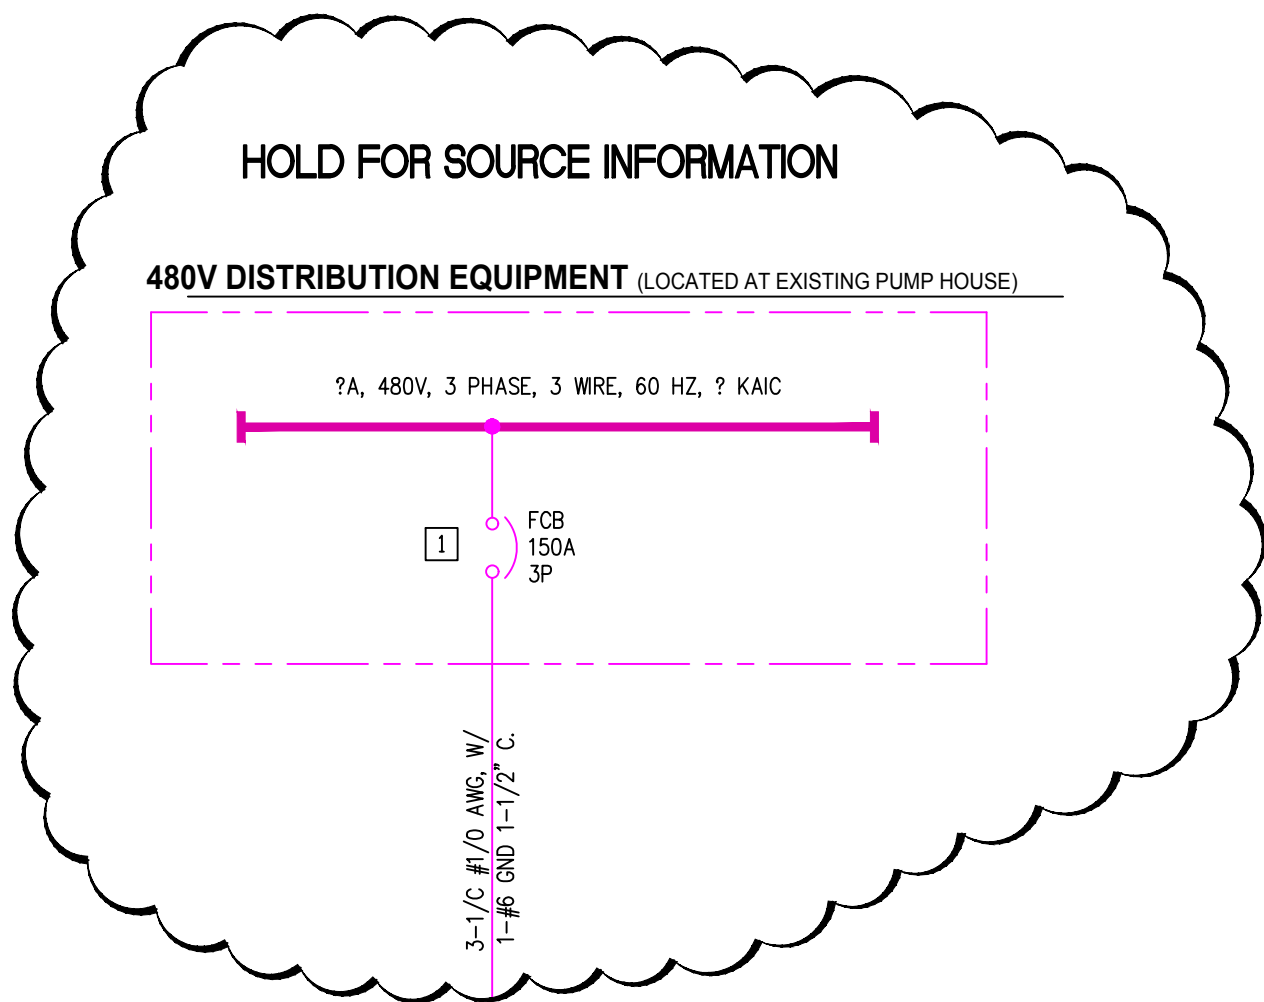 HOLD FOR SOURCE INFORMATION
480V DISTRIBUTION EQUIPMENT (LOCATED AT EXISTING PUMP HOUSE)
?A, 480V, 3 PHASE, 3 WIRE, 60 HZ, ? KAIC
FCB
1 150A
3P
3-1/C #1/0 AWG, W/
1-#6 GND 1-1/2" C.